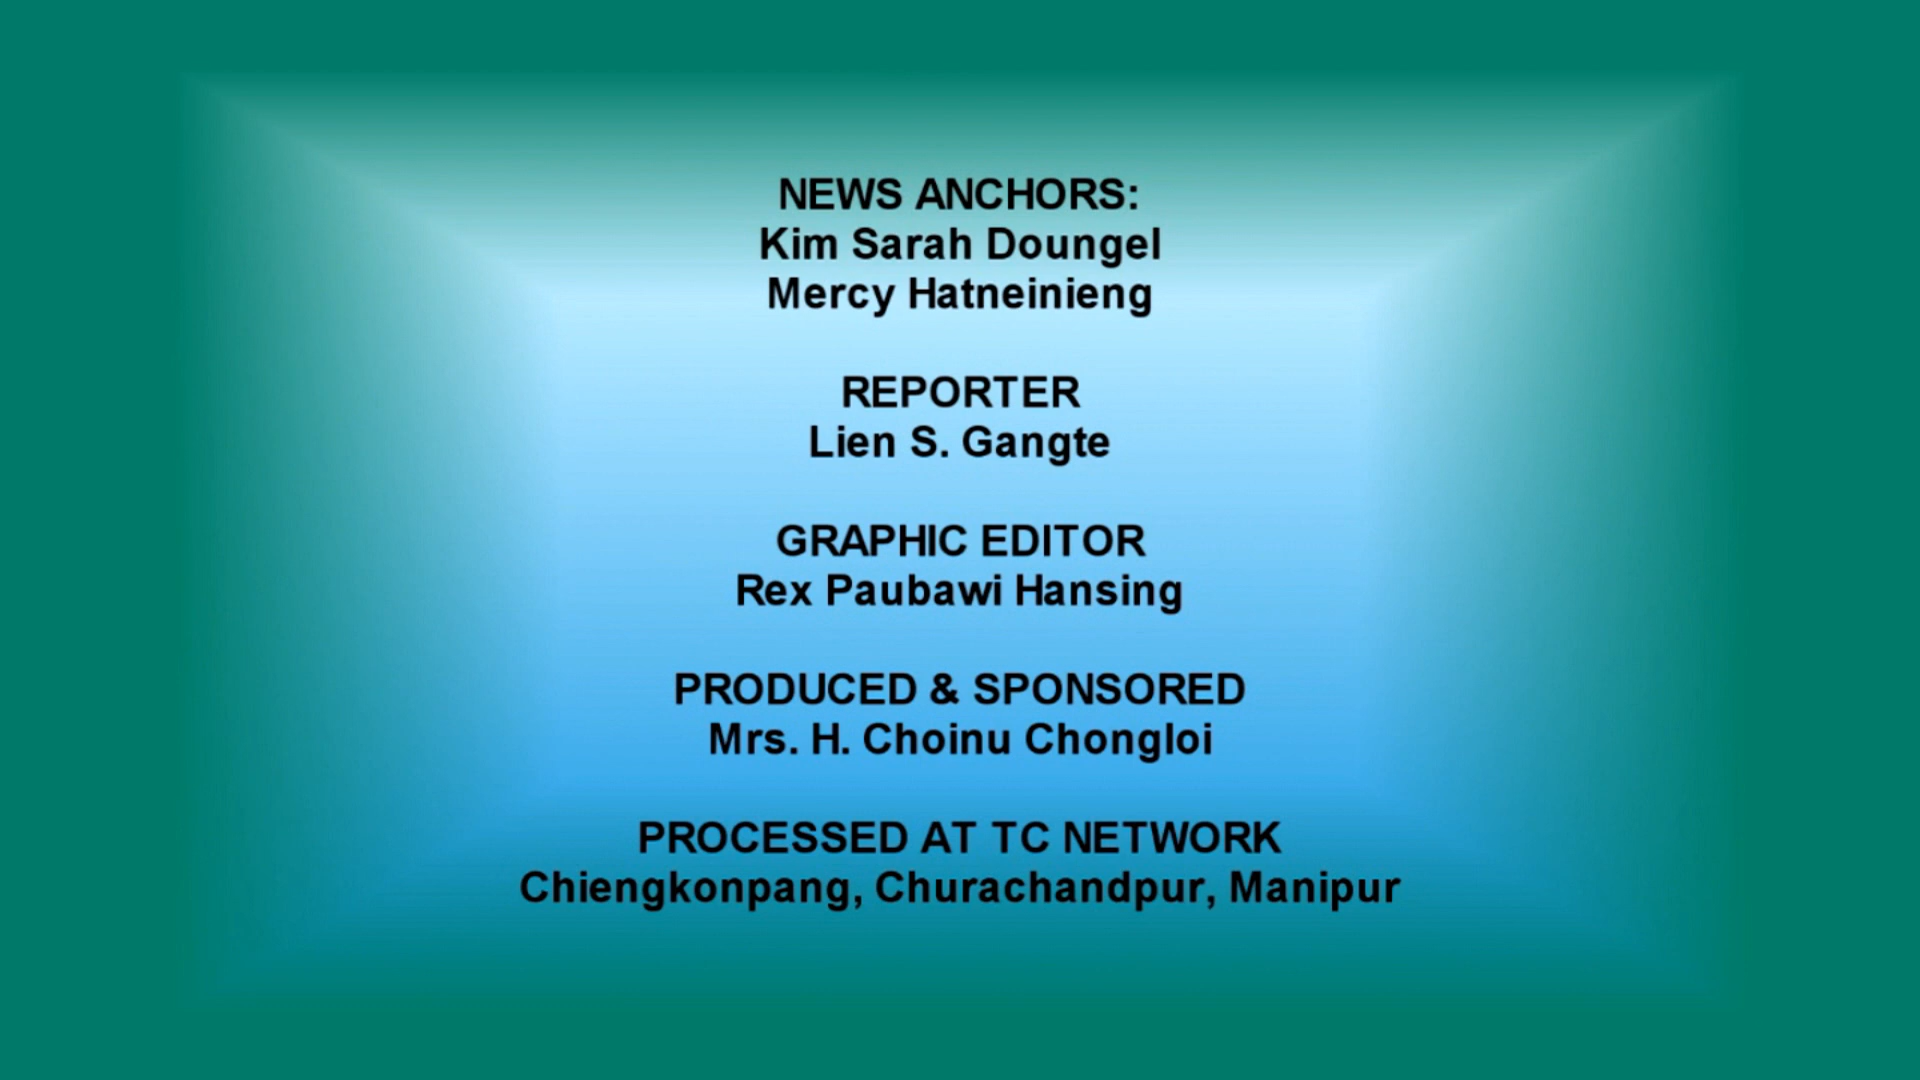 NEWS ANCHORS:
Kim Sarah Doungel
Mercy Hatneinieng
REPORTER
Lien S. Gangte
GRAPHIC EDITOR
Rex Paubawi Hansing
PRODUCED & SPONSORED
Mrs. H. Choinu Chongloi
PROCESSED AT TC NETWORK
Chiengkonpang, Churachandpur, Manipur